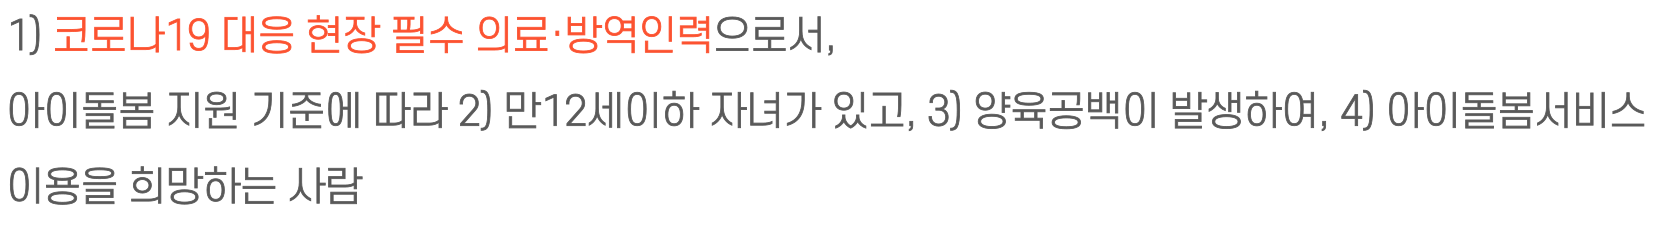 1) 코로나19 대응 현장 필수 의료·방역인력으로서,
아이돌봄 지원 기준에 따라 2) 만12세이하 자녀가 있고, 3) 양육공백이 발생하여, 4) 아이돌봄서비스
이용을 희망하는 사람